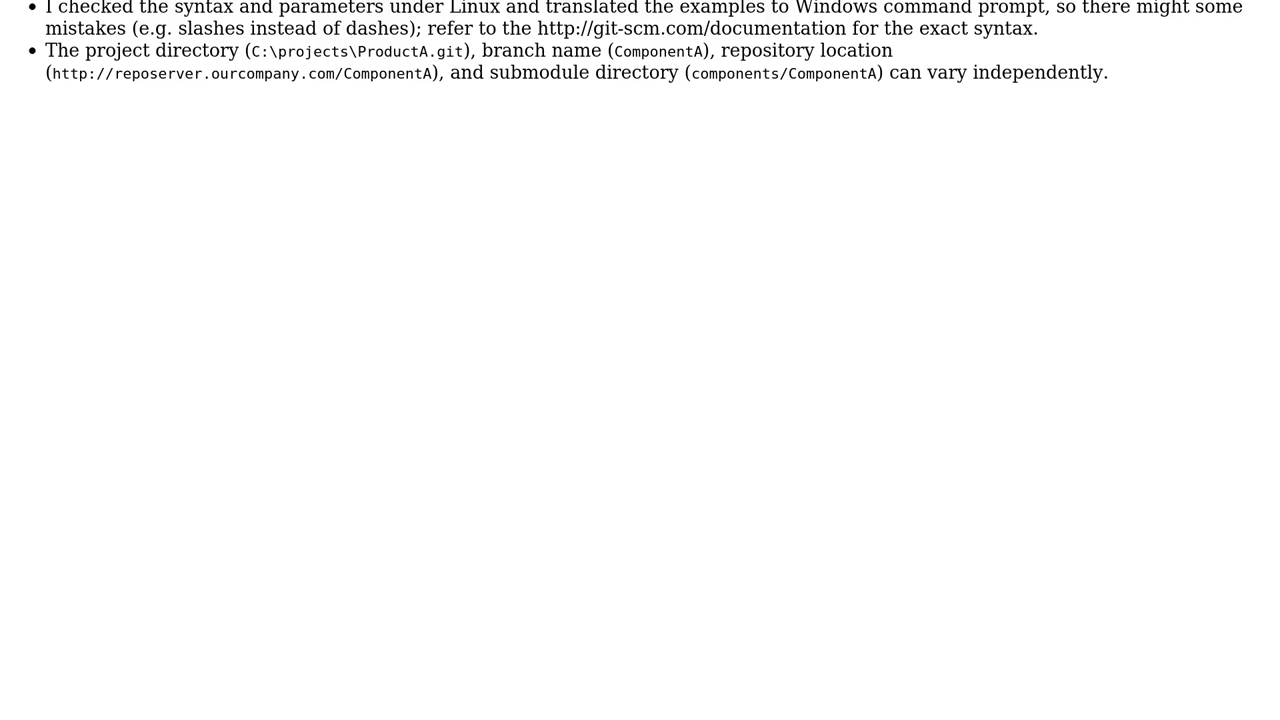 • I checked the syntax and parameters under Linux and translated the examples to Windows command prompt, so there might some
mistakes (e.g. slashes instead of dashes); refer to the http://git-scm.com/documentation for the exact syntax.
• The project directory (C:\projects\ProductA.git), branch name (ComponentA), repository location
(http://reposerver.ourcompany.com/ComponentA), and submodule directory (components/ComponentA) can vary independently.